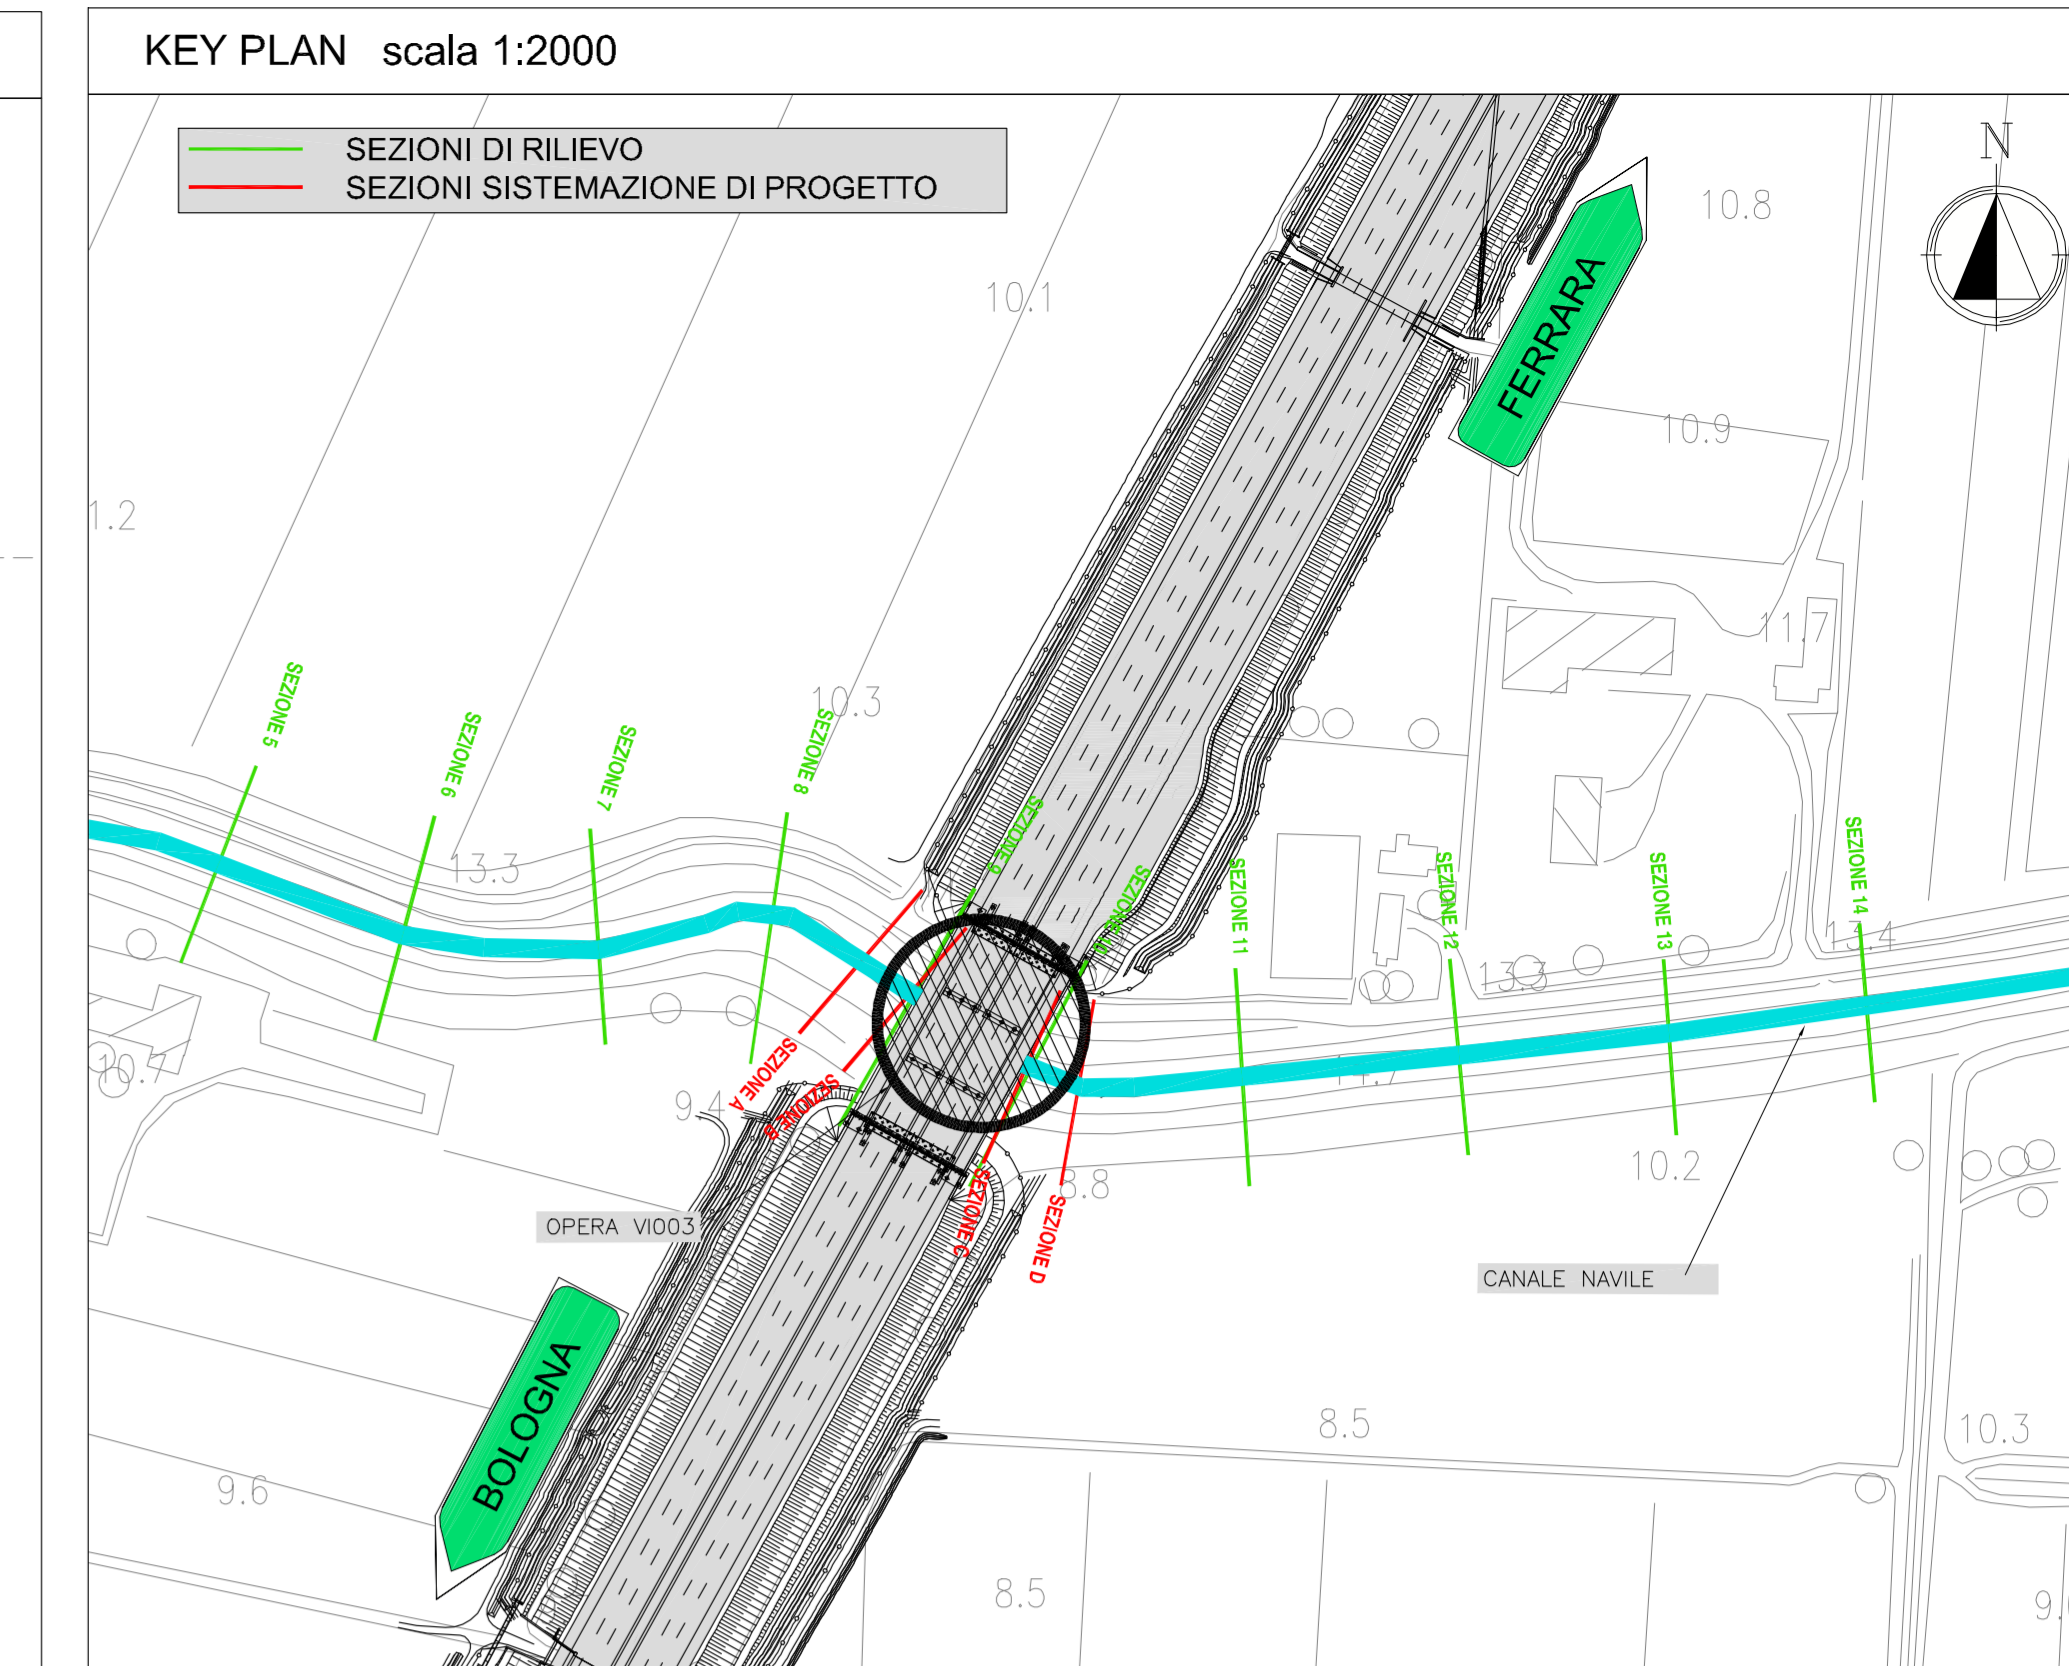 KEY PLAN scala 1:2000
SEZIONI DI RILIEVO
SEZIONI SISTEMAZIONE DI PROGETTO
N
10.8
FERRARA
10.1
10.9
1.2
11.7
10.3
SEZIONE 5
SEZIONE 6
SEZIONE 7
SEZIONE 8
SEZIONE 9
SEZIONE 10
SEZIONE 11
SEZIONE 12
SEZIONE 13
SEZIONE 14
13.3
13.4
13.3
10.7
9.4
SEZIONE A
SEZIONE B
SEZIONE C
SEZIONE D
8.8
10.2
OPERA VI003
CANALE NAVILE
BOLOGNA
8.5
10.3
9.6
8.5